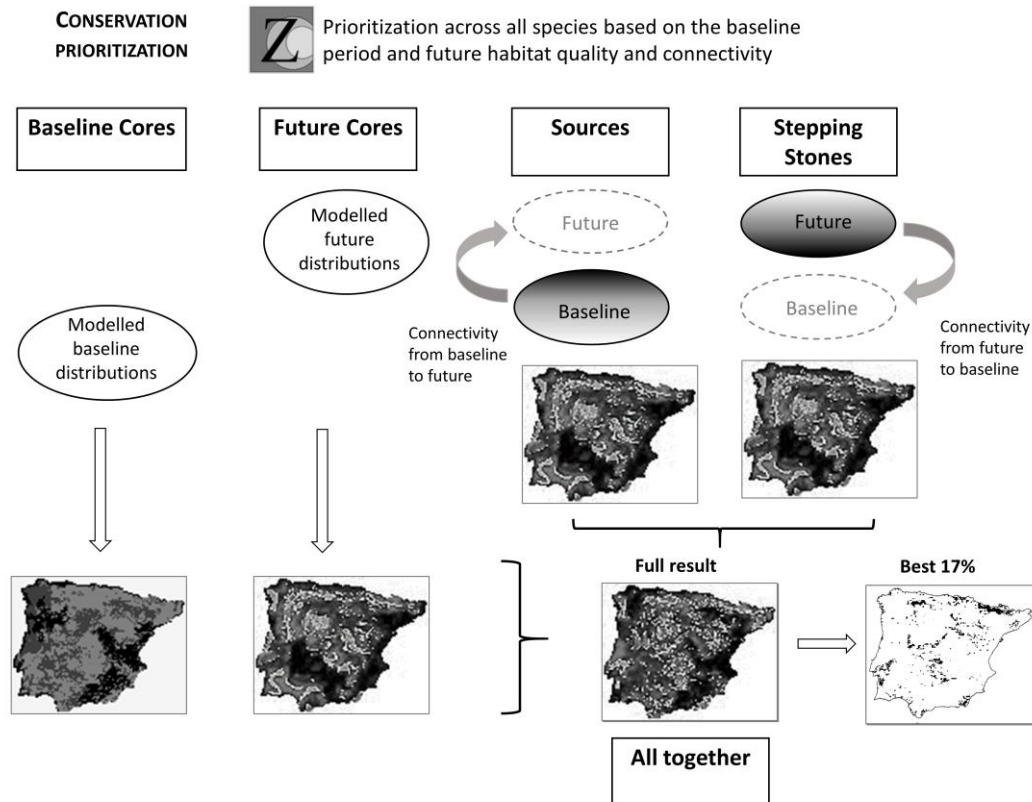 CONSERVATION
PRIORITIZATION
Z
Prioritization across all species based on the baseline
period and future habitat quality and connectivity
Baseline Cores
Future Cores
Sources
Stepping
Stones
Modelled
future
distributions
Future
Future
Modelled
baseline
distributions
Baseline
Baseline
Connectivity
from baseline
to future
Connectivity
from future
to baseline
Full result
Best 17%
All together